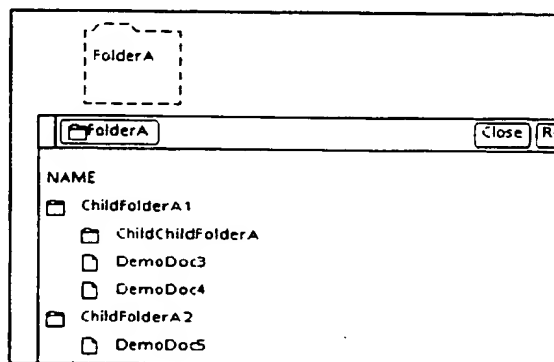 FolderA
FolderA Close R
NAME
ChildFolderA1
ChildChildFolderA
DemoDoc3
DemoDoc4
ChildFolderA2
DemoDoc5